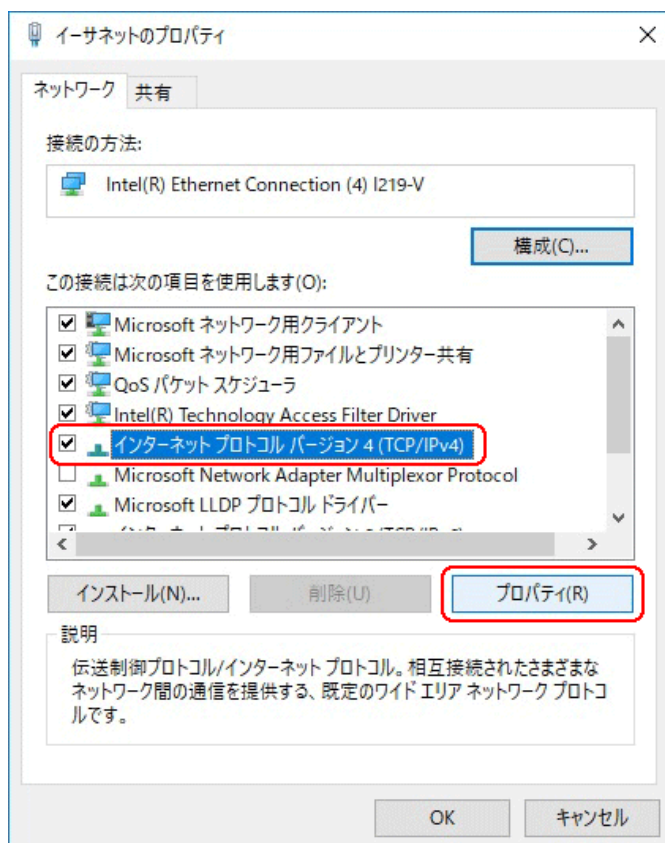 イーサネットのプロパティ
ネットワーク 共有
接続の方法:
Intel(R) Ethernet Connection (4) I219-V
構成(C)...
この接続は次の項目を使用します(O):
Microsoft ネットワーク用クライアント
Microsoft ネットワーク用ファイルとプリンター共有
QoS パケット スケジューラ
Intel(R) Technology Access Filter Driver
インターネット プロトコル バージョン 4 (TCP/IPv4)
Microsoft Network Adapter Multiplexor Protocol
Microsoft LLDP プロトコル ドライバー
インストール(N)... 削除(U) プロパティ(R)
説明
伝送制御プロトコル/インターネット プロトコル。相互接続されたさまざまな
ネットワーク間の通信を提供する、既定のワイド エリア ネットワーク プロトコ
ルです。
OK キャンセル